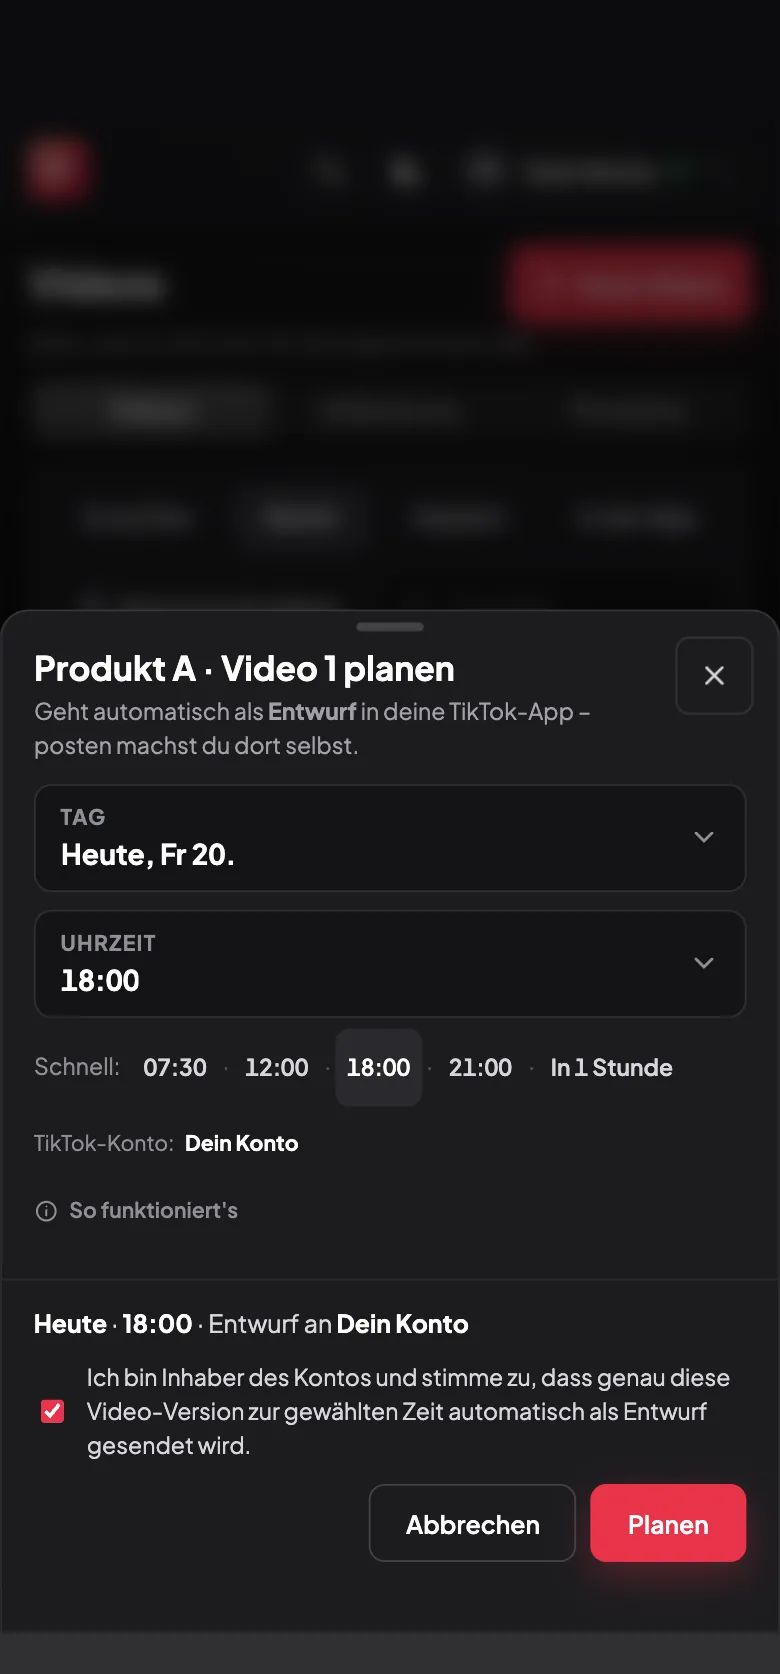 Videos
Produkt A · Video 1 planen
Geht automatisch als Entwurf in deine TikTok-App –
posten machst du dort selbst.
TAG
Heute, Fr 20.
UHRZEIT
18:00
Schnell: 07:30 · 12:00 · 18:00 · 21:00 · In 1 Stunde
TikTok-Konto: Dein Konto
So funktioniert's
Heute · 18:00 · Entwurf an Dein Konto
Ich bin Inhaber des Kontos und stimme zu, dass genau diese
Video-Version zur gewählten Zeit automatisch als Entwurf
gesendet wird.
Abbrechen
Planen